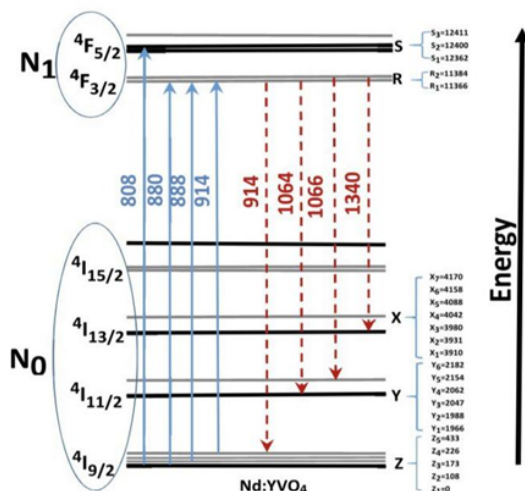 S₃=12411
⁴F₅/₂
S
S₂=12400
S₁=12362
N₁
⁴F₃/₂
R
R₂=11384
R₁=11366
808
880
888
914
914
1064
1066
1340
Energy
⁴I₁₅/₂
X₇=4170
X₆=4158
X₅=4088
X
X₄=4042
⁴I₁₃/₂
X₃=3980
X₂=3931
X₁=3910
N₀
Y₆=2182
Y₅=2154
Y
Y₄=2062
⁴I₁₁/₂
Y₃=2047
Y₂=1988
Y₁=1966
Z₅=433
Z₄=226
⁴I₉/₂
Z
Z₃=173
Z₂=108
Z₁=0
Nd:YVO₄